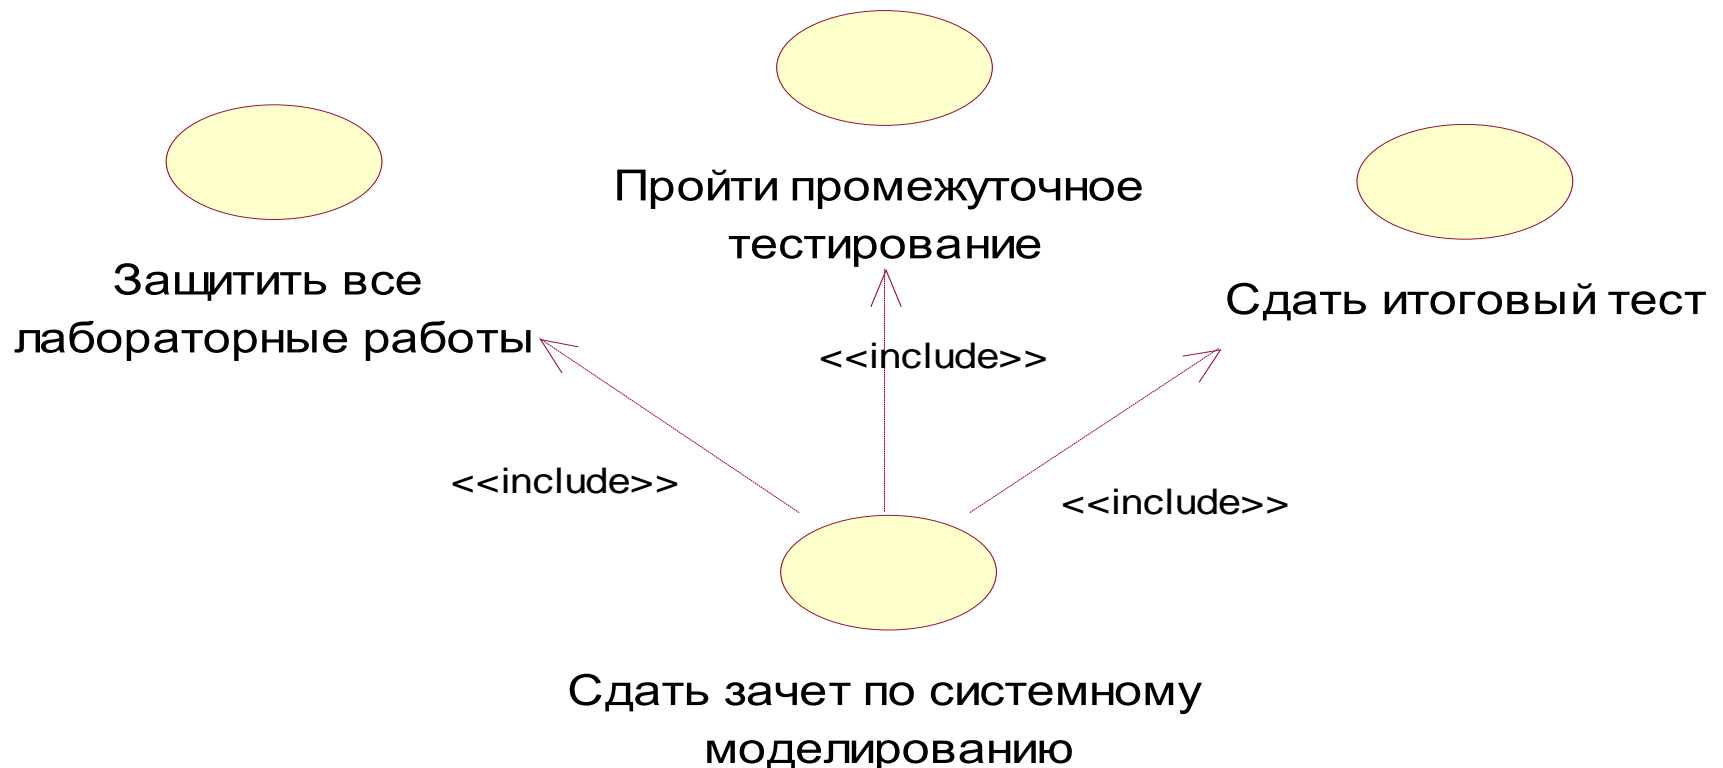 Пройти промежуточное
тестирование
Защитить все
лабораторные работы
Сдать итоговый тест
<<include>>
<<include>>
<<include>>
Сдать зачет по системному
моделированию